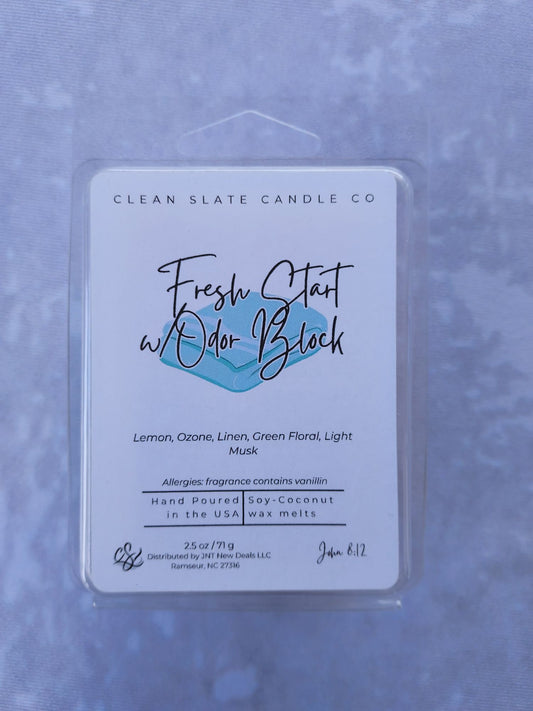 CLEAN SLATE CANDLE CO
Fresh Start
w/Odor Block
Lemon, Ozone, Linen, Green Floral, Light
Musk
Allergies: fragrance contains vanillin
Hand Poured
in the USA
Soy-Coconut
wax melts
2.5 oz / 71 g
Distributed by JNT New Deals LLC
Ramseur, NC 27316
John 8:12